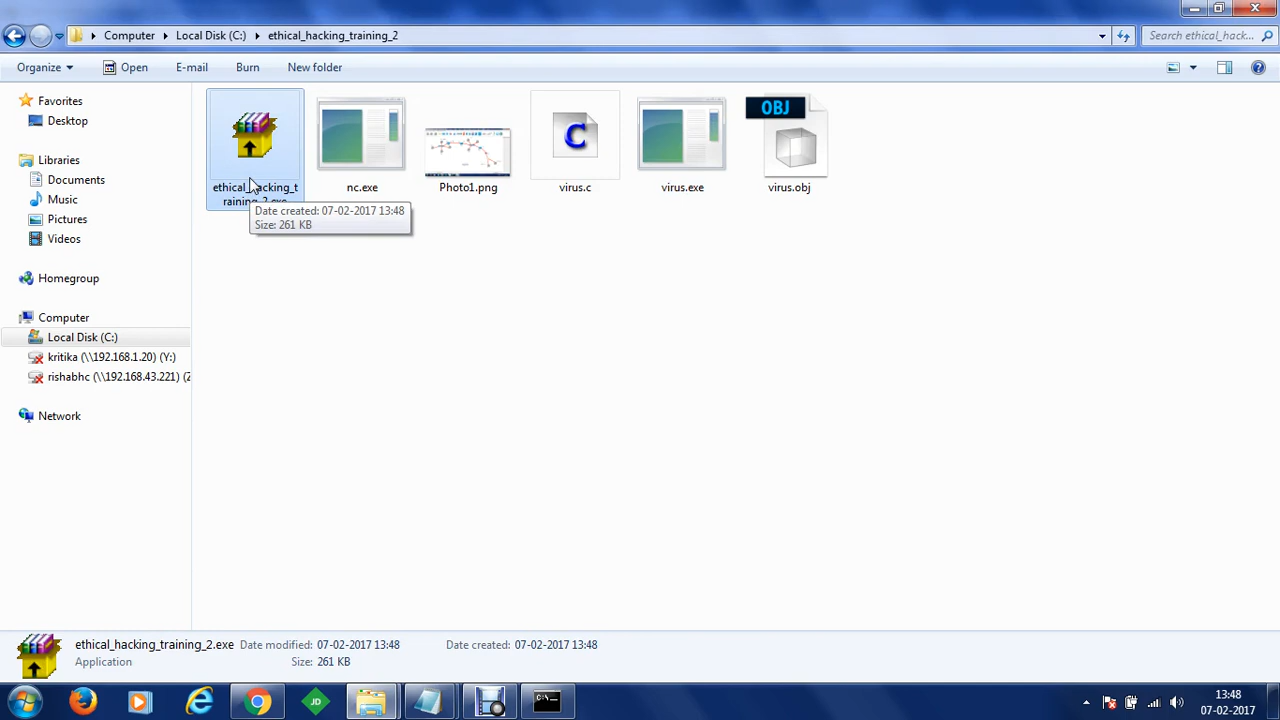 Computer Local Disk (C:) ethical_hacking_training_2 Search ethical_hack...
Organize Open E-mail Burn New folder
Favorites
Desktop
Libraries
Documents
Music
Pictures
Videos
Homegroup
Computer
Local Disk (C:)
kritika (\\192.168.1.20) (Y:)
rishabhc (\\192.168.43.221) (Z
Network
ethical_hacking_t
raining_2.exe
nc.exe
Photo1.png
C
virus.c
virus.exe
OBJ
virus.obj
Date created: 07-02-2017 13:48
Size: 261 KB
ethical_hacking_training_2.exe Date modified: 07-02-2017 13:48 Date created: 07-02-2017 13:48
Application Size: 261 KB
JD
C:\
13:48
07-02-2017